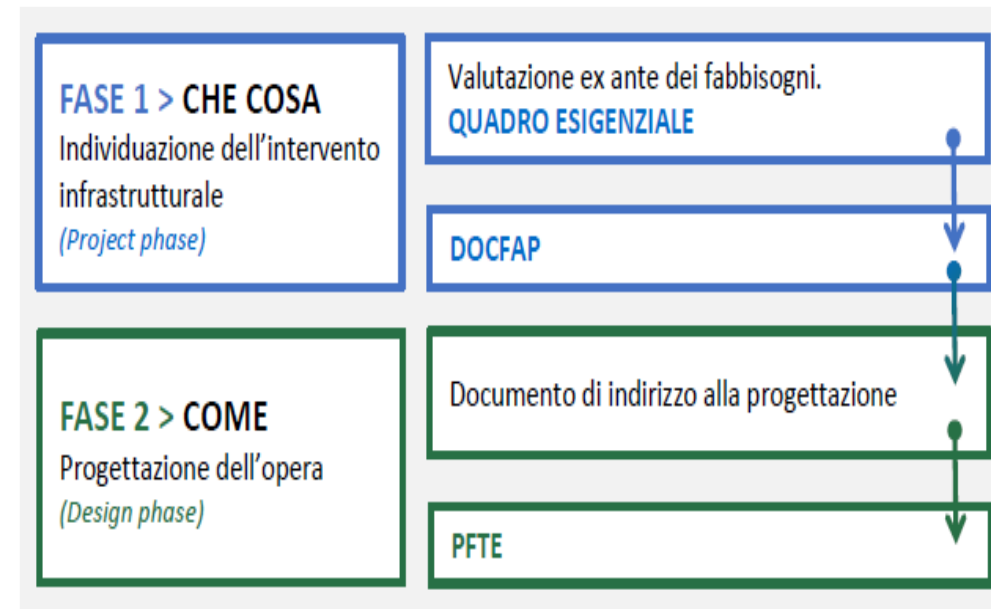 FASE 1 > CHE COSA
Individuazione dell'intervento
infrastrutturale
(Project phase)
Valutazione ex ante dei fabbisogni.
QUADRO ESIGENZIALE
DOCFAP
FASE 2 > COME
Progettazione dell'opera
(Design phase)
Documento di indirizzo alla progettazione
PFTE